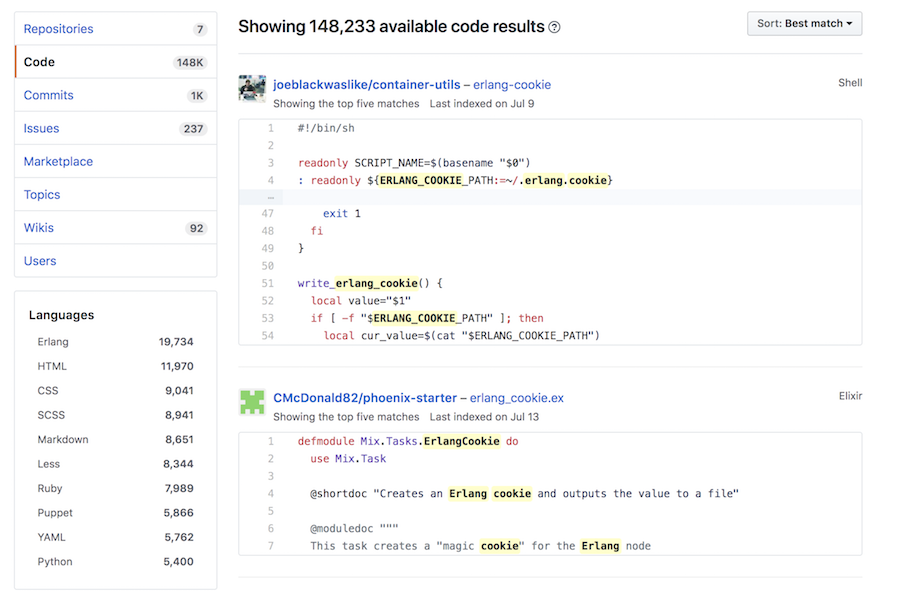 Repositories 7
Code 148K
Commits 1K
Issues 237
Marketplace
Topics
Wikis 92
Users
Languages
Erlang 19,734
HTML 11,970
CSS 9,041
SCSS 8,941
Markdown 8,651
Less 8,344
Ruby 7,989
Puppet 5,866
YAML 5,762
Python 5,400
Showing 148,233 available code results ?
Sort: Best match
joeblackwaslike/container-utils – erlang-cookie
Shell
Showing the top five matches Last indexed on Jul 9
1 #!/bin/sh
2
3 readonly SCRIPT_NAME=$(basename "$0")
4 : readonly ${ERLANG_COOKIE_PATH:=~/.erlang.cookie}
…
47 exit 1
48 fi
49 }
50
51 write_erlang_cookie() {
52 local value="$1"
53 if [ -f "$ERLANG_COOKIE_PATH" ]; then
54 local cur_value=$(cat "$ERLANG_COOKIE_PATH")
CMcDonald82/phoenix-starter – erlang_cookie.ex
Elixir
Showing the top five matches Last indexed on Jul 13
1 defmodule Mix.Tasks.ErlangCookie do
2 use Mix.Task
3
4 @shortdoc "Creates an Erlang cookie and outputs the value to a file"
5
6 @moduledoc """
7 This task creates a "magic cookie" for the Erlang node